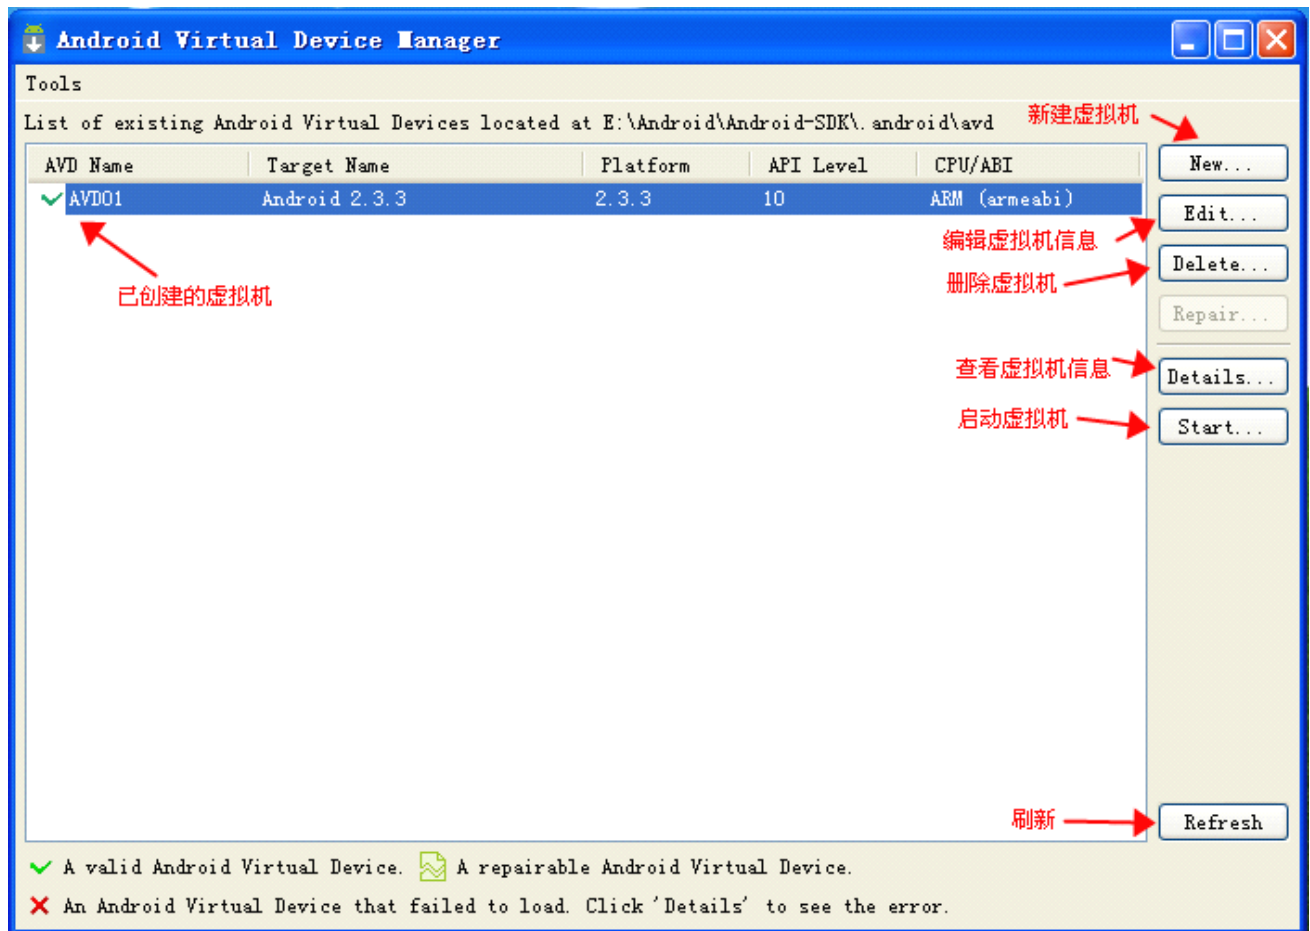 Android Virtual Device Manager
Tools
List of existing Android Virtual Devices located at E:\Android\Android-SDK\.android\avd
新建虚拟机
AVD Name Target Name Platform API Level CPU/ABI
New...
AVD01 Android 2.3.3 2.3.3 10 ARM (armeabi)
Edit...
编辑虚拟机信息
Delete...
删除虚拟机
已创建的虚拟机
Repair...
查看虚拟机信息
Details...
启动虚拟机
Start...
刷新
Refresh
A valid Android Virtual Device. A repairable Android Virtual Device.
An Android Virtual Device that failed to load. Click 'Details' to see the error.